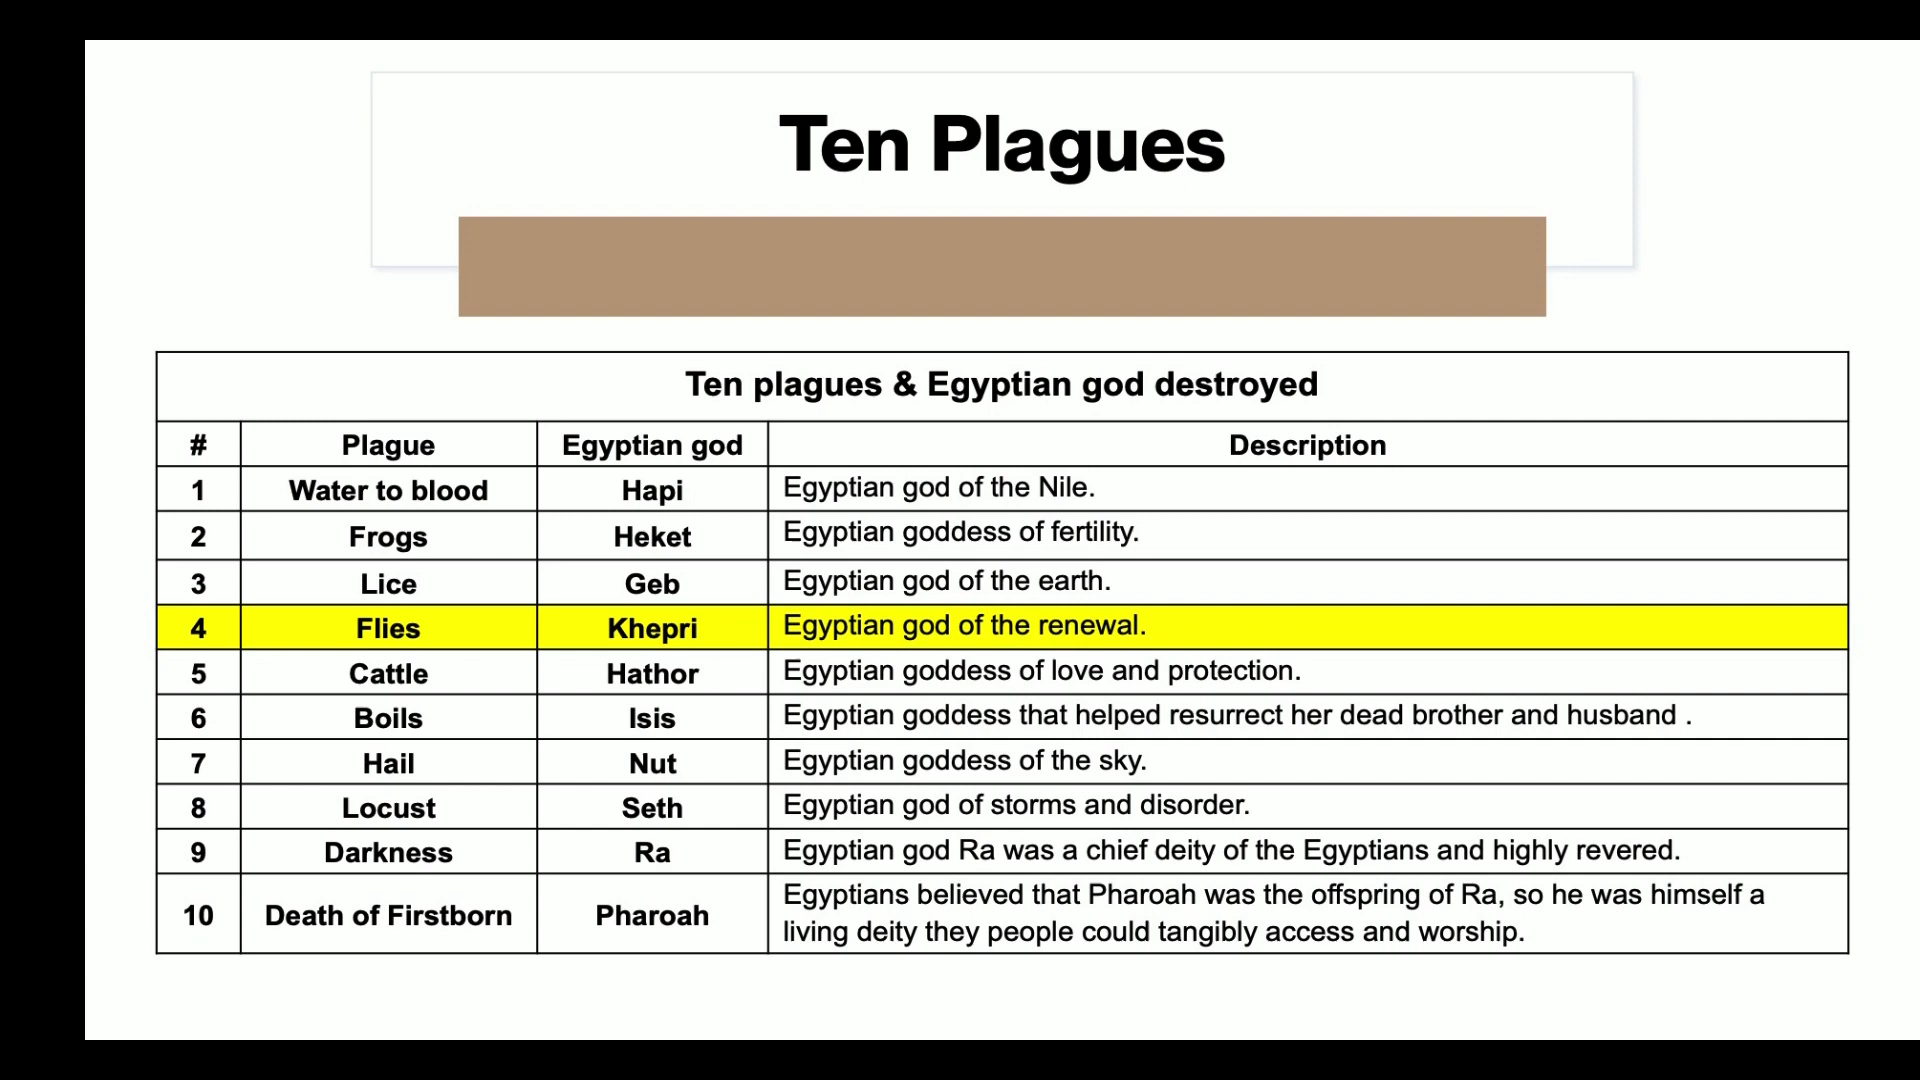 Ten Plagues
Ten plagues & Egyptian god destroyed
# Plague Egyptian god Description
1 Water to blood Hapi Egyptian god of the Nile.
2 Frogs Heket Egyptian goddess of fertility.
3 Lice Geb Egyptian god of the earth.
4 Flies Khepri Egyptian god of the renewal.
5 Cattle Hathor Egyptian goddess of love and protection.
6 Boils Isis Egyptian goddess that helped resurrect her dead brother and husband .
7 Hail Nut Egyptian goddess of the sky.
8 Locust Seth Egyptian god of storms and disorder.
9 Darkness Ra Egyptian god Ra was a chief deity of the Egyptians and highly revered.
10 Death of Firstborn Pharoah Egyptians believed that Pharoah was the offspring of Ra, so he was himself a
living deity they people could tangibly access and worship.